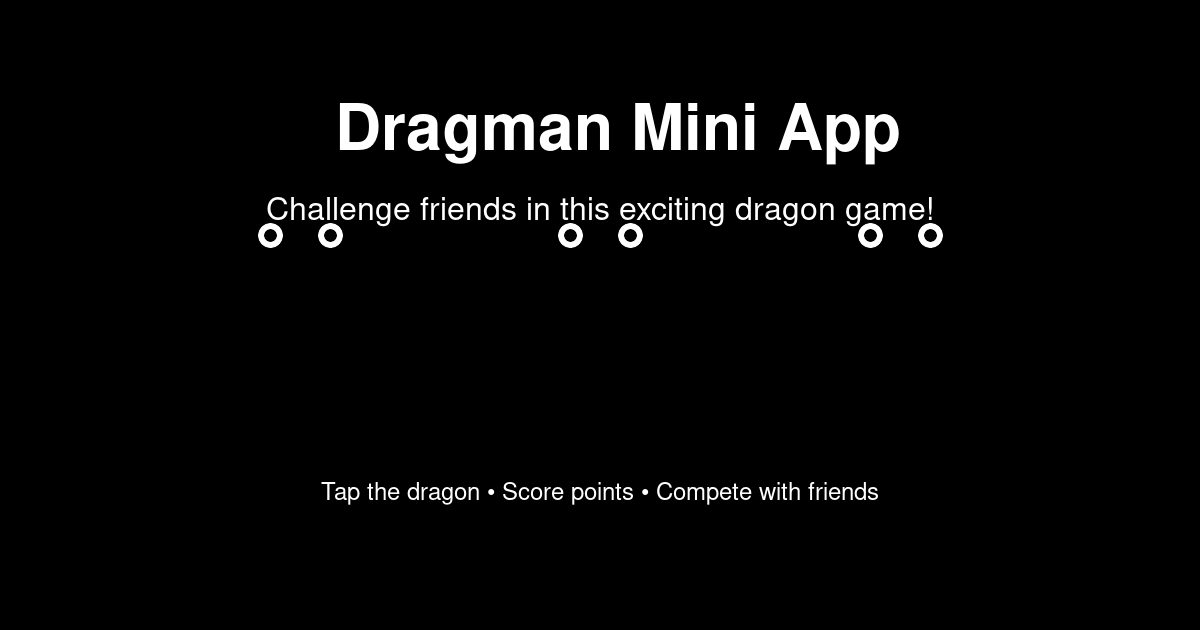 Dragman Mini App
Challenge friends in this exciting dragon game!
Tap the dragon • Score points • Compete with friends